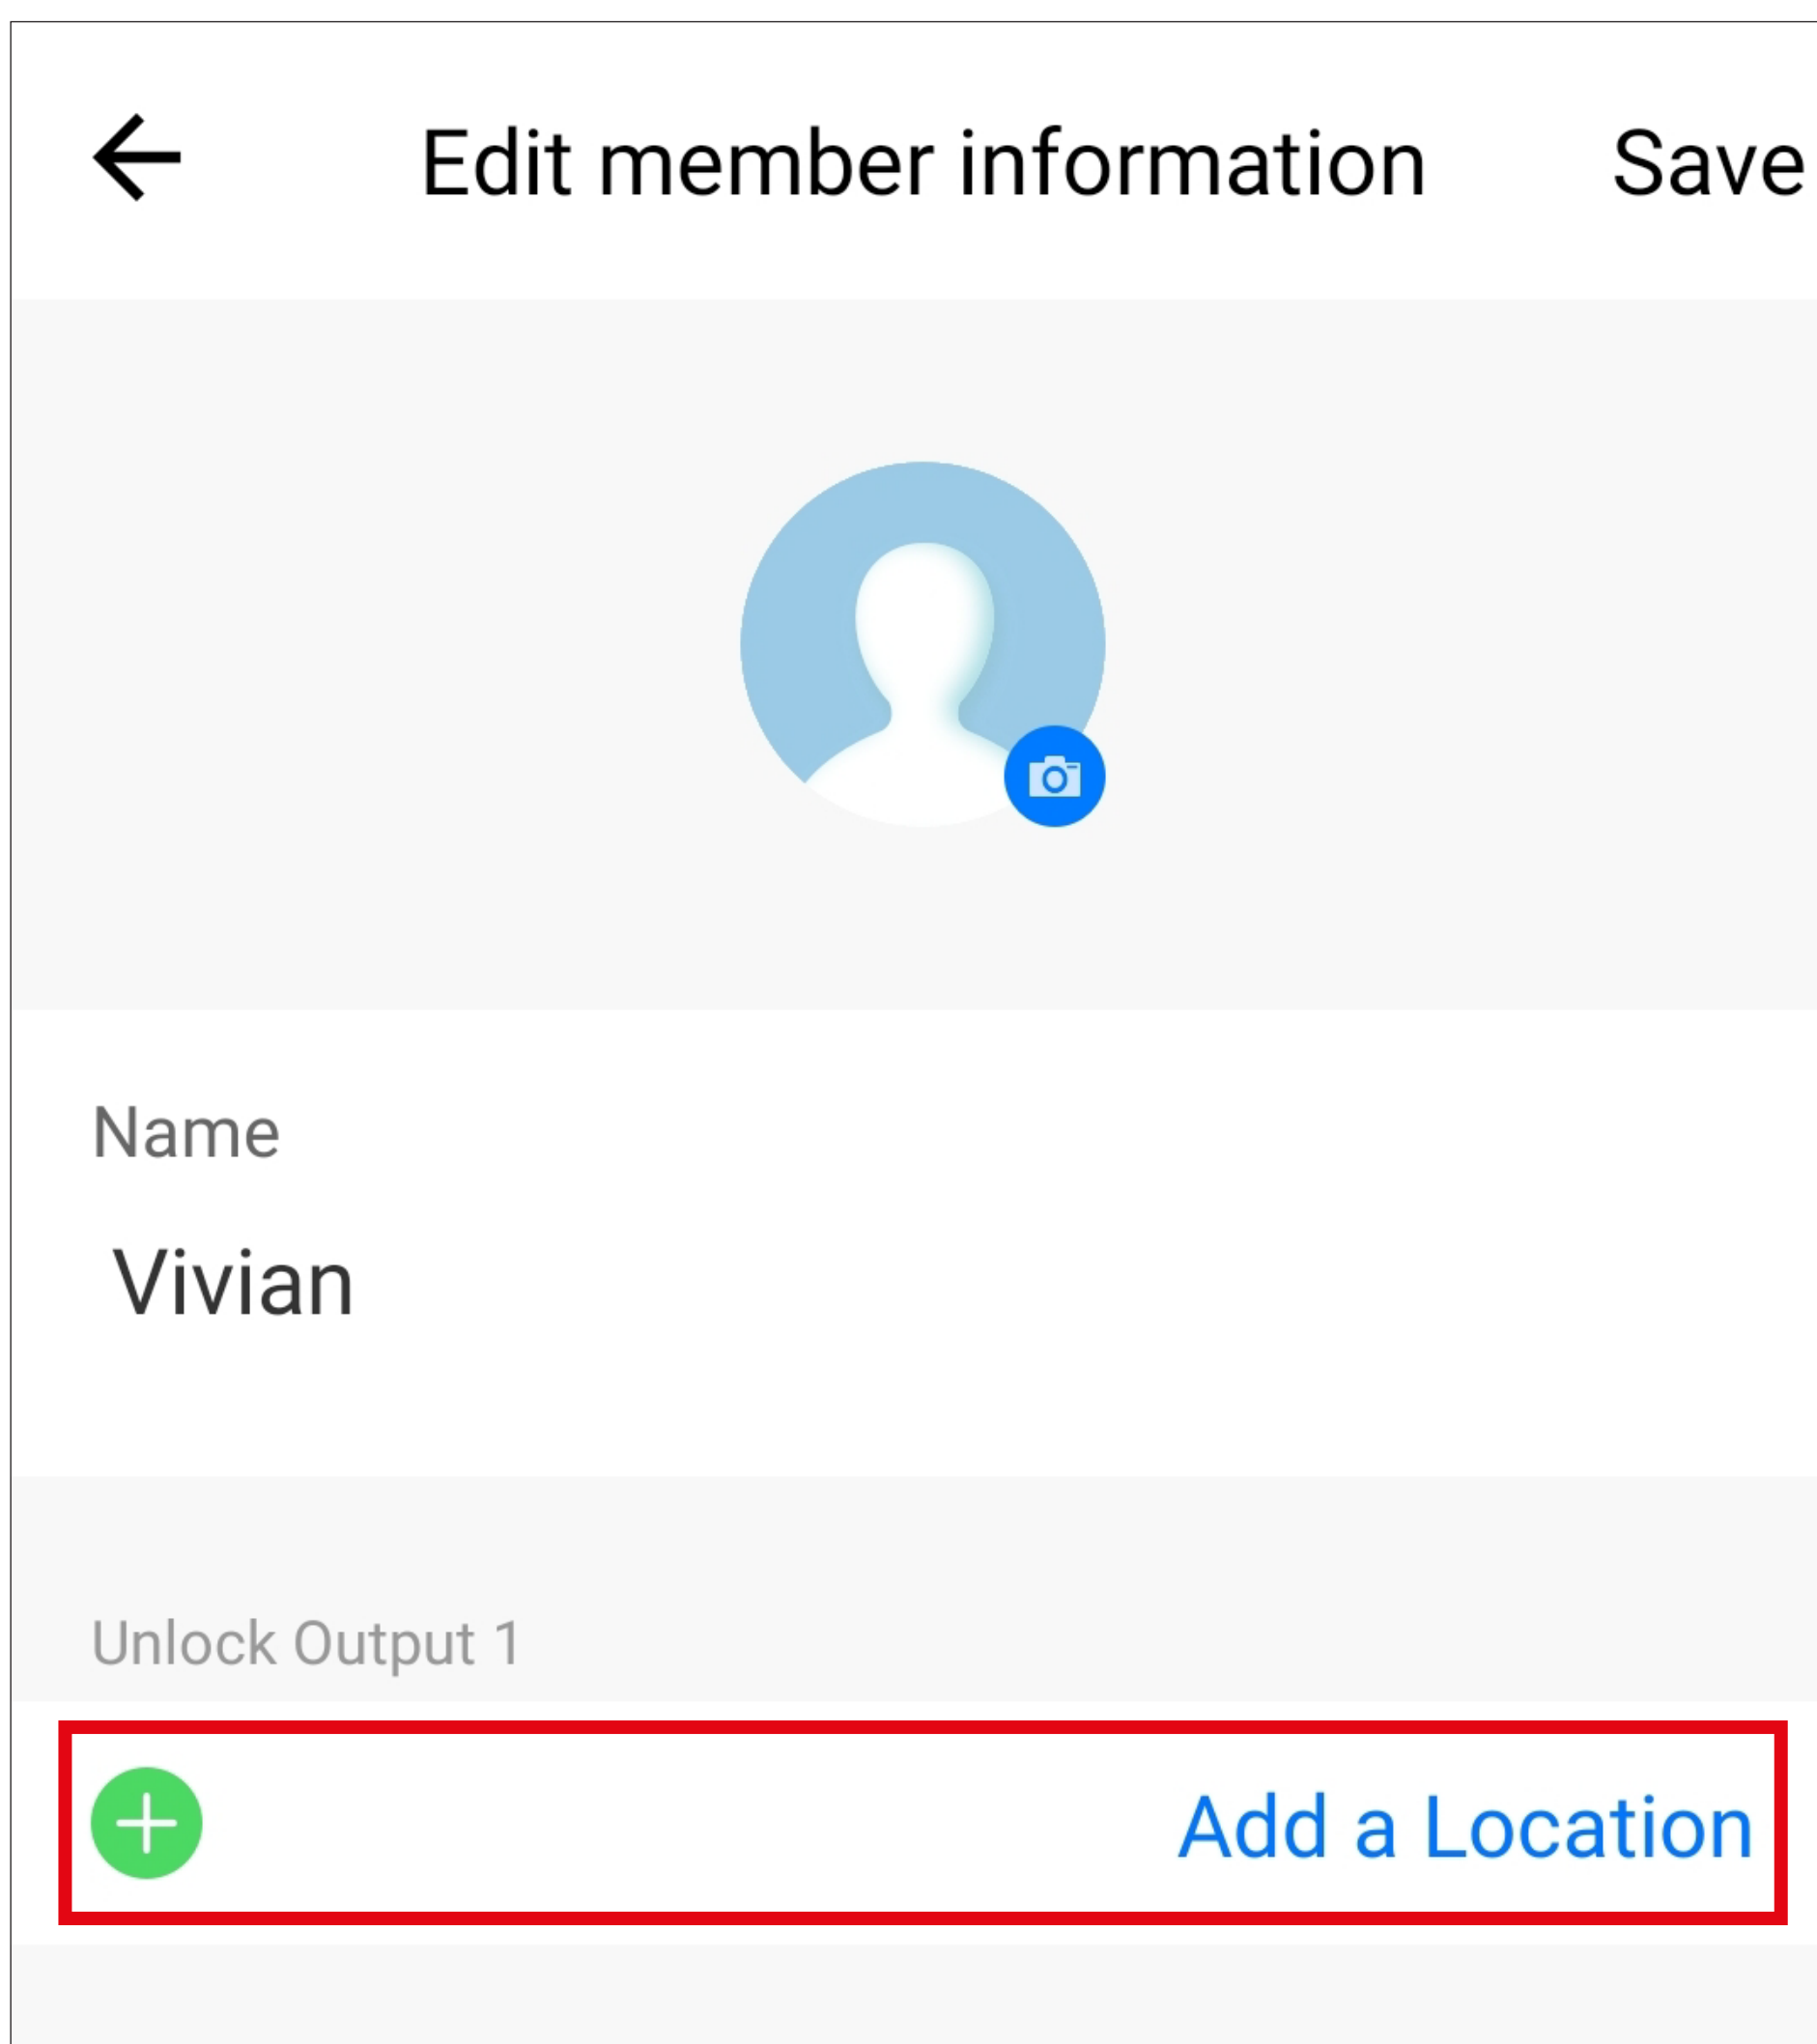 Edit member information Save
Name
Vivian
Unlock Output 1
Add a Location